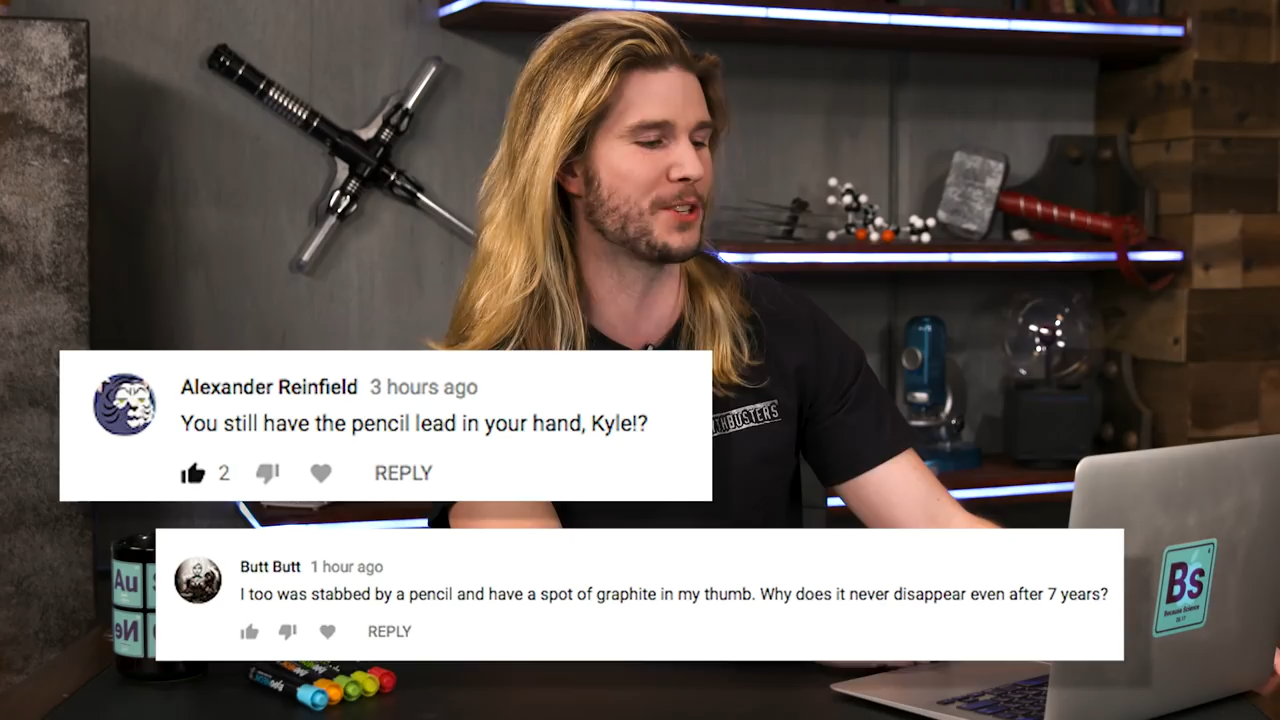 Alexander Reinfield 3 hours ago
You still have the pencil lead in your hand, Kyle!?
2 REPLY
THBUSTERS
Butt Butt 1 hour ago
I too was stabbed by a pencil and have a spot of graphite in my thumb. Why does it never disappear even after 7 years?
REPLY
Au
Ne
Bs
Because Science